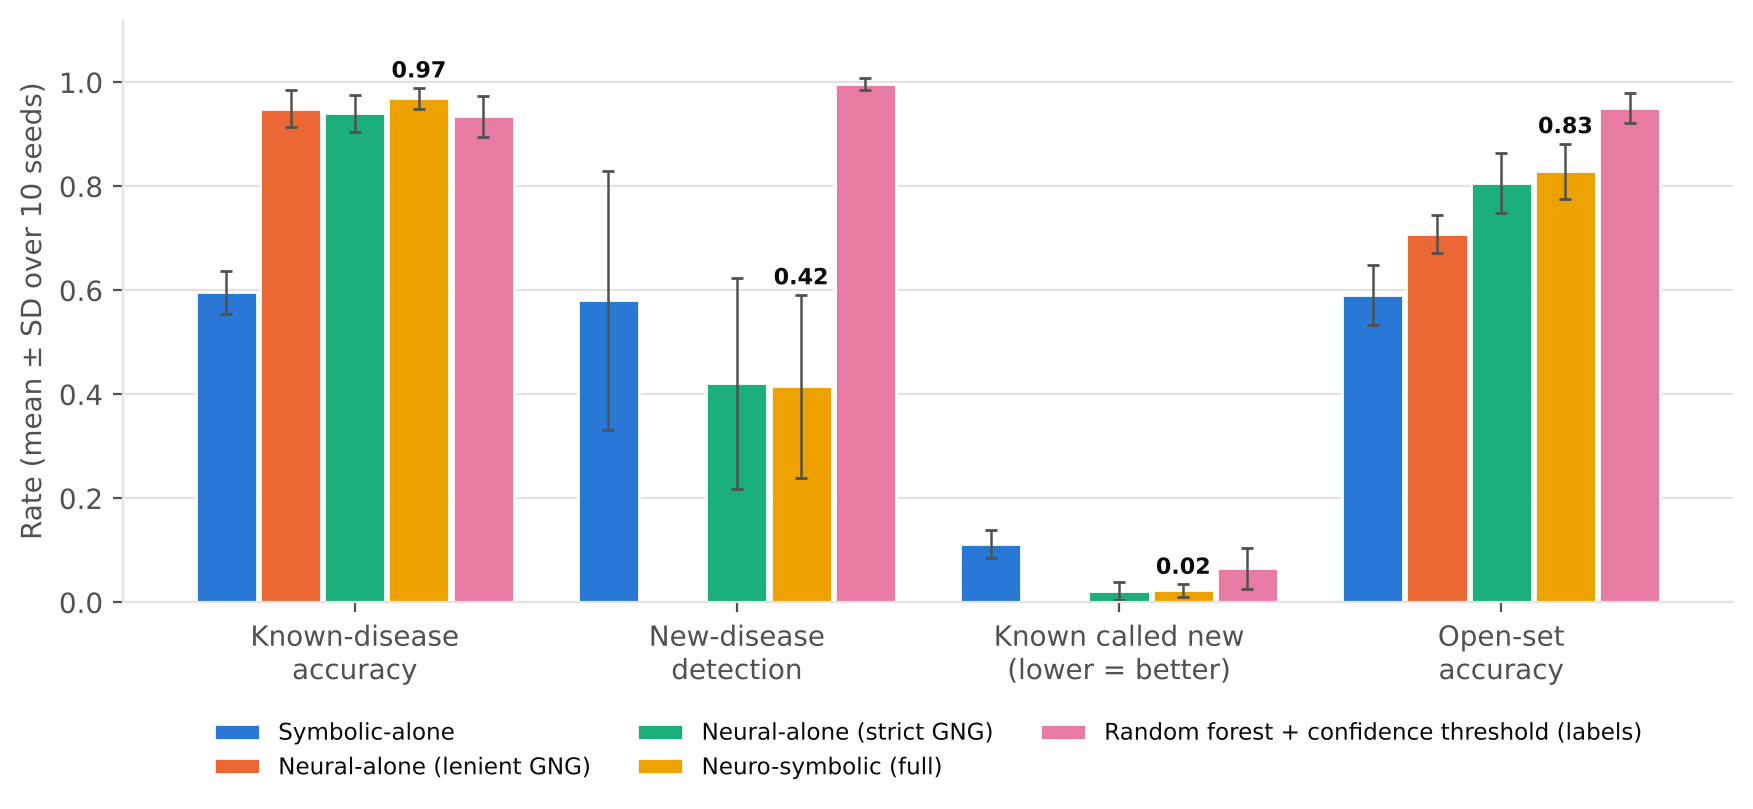 Rate (mean ± SD over 10 seeds)
1.0
0.8
0.6
0.4
0.2
0.0
0.97
0.42
0.02
0.83
Known-disease
accuracy
New-disease
detection
Known called new
(lower = better)
Open-set
accuracy
Symbolic-alone
Neural-alone (lenient GNG)
Neural-alone (strict GNG)
Neuro-symbolic (full)
Random forest + confidence threshold (labels)